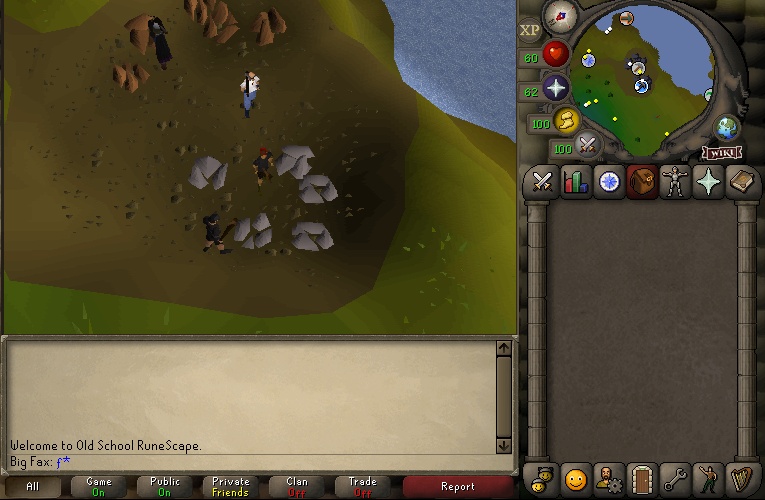 XP
60
62
100
100
WIKI
Welcome to Old School RuneScape.
Big Fax: f*
All
Game
On
Public
On
Private
Friends
Clan
Off
Trade
Off
Report